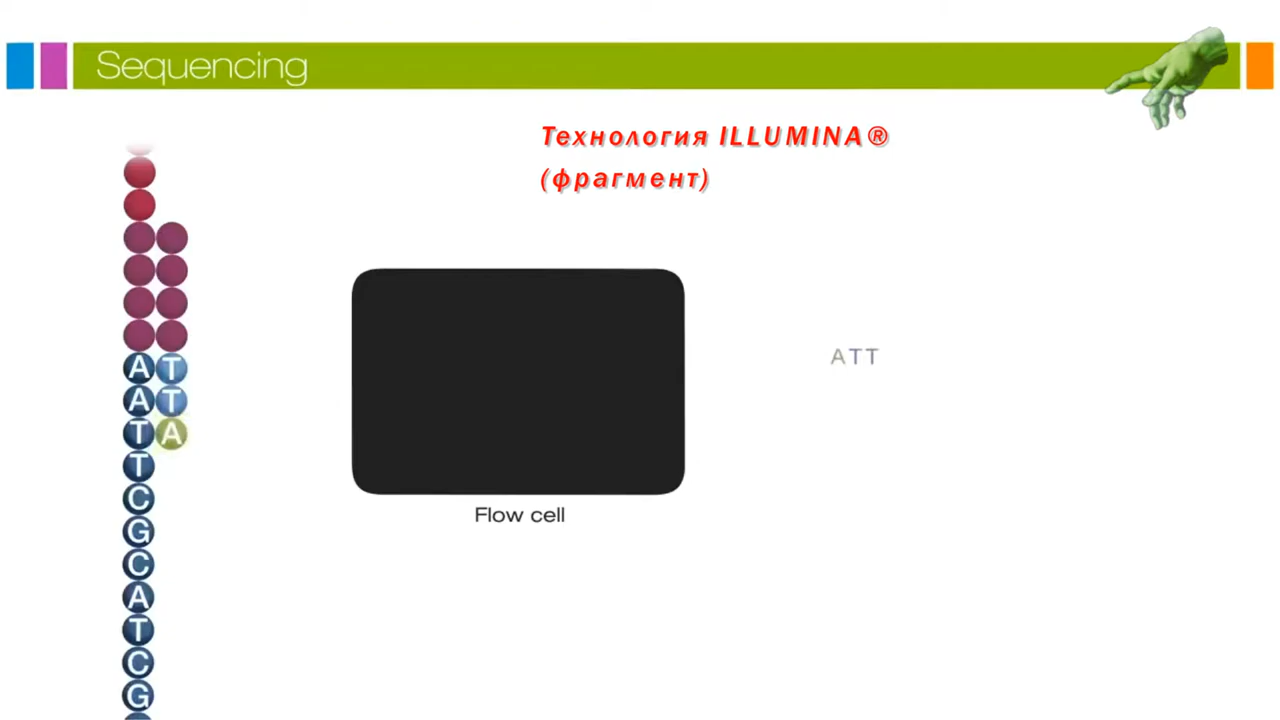 Sequencing
Технология ILLUMINA®
(фрагмент)
A T
A T
T A
T
C
G
C
A
T
C
G
ATT
Flow cell